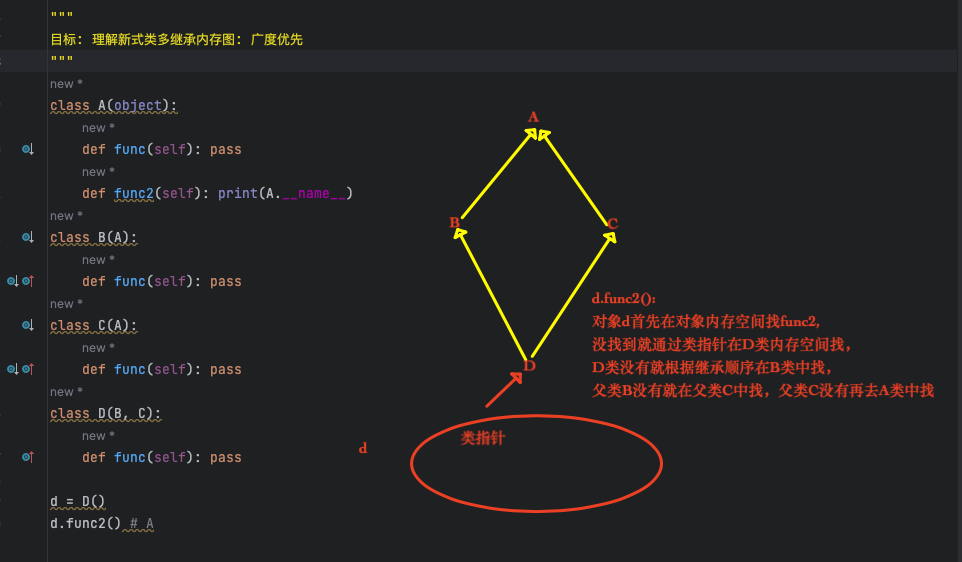 """
目标: 理解新式类多继承内存图: 广度优先
"""
new *
class A(object):
new *
def func(self): pass
new *
def func2(self): print(A.__name__)
new *
class B(A):
new *
def func(self): pass
new *
class C(A):
new *
def func(self): pass
new *
class D(B, C):
new *
def func(self): pass
d = D()
d.func2() # A
A
B
C
d.func2():
对象d首先在对象内存空间找func2,
没找到就通过类指针在D类内存空间找,
D类没有就根据继承顺序在B类中找,
父类B没有就在父类C中找, 父类C没有再去A类中找
D
类指针
d